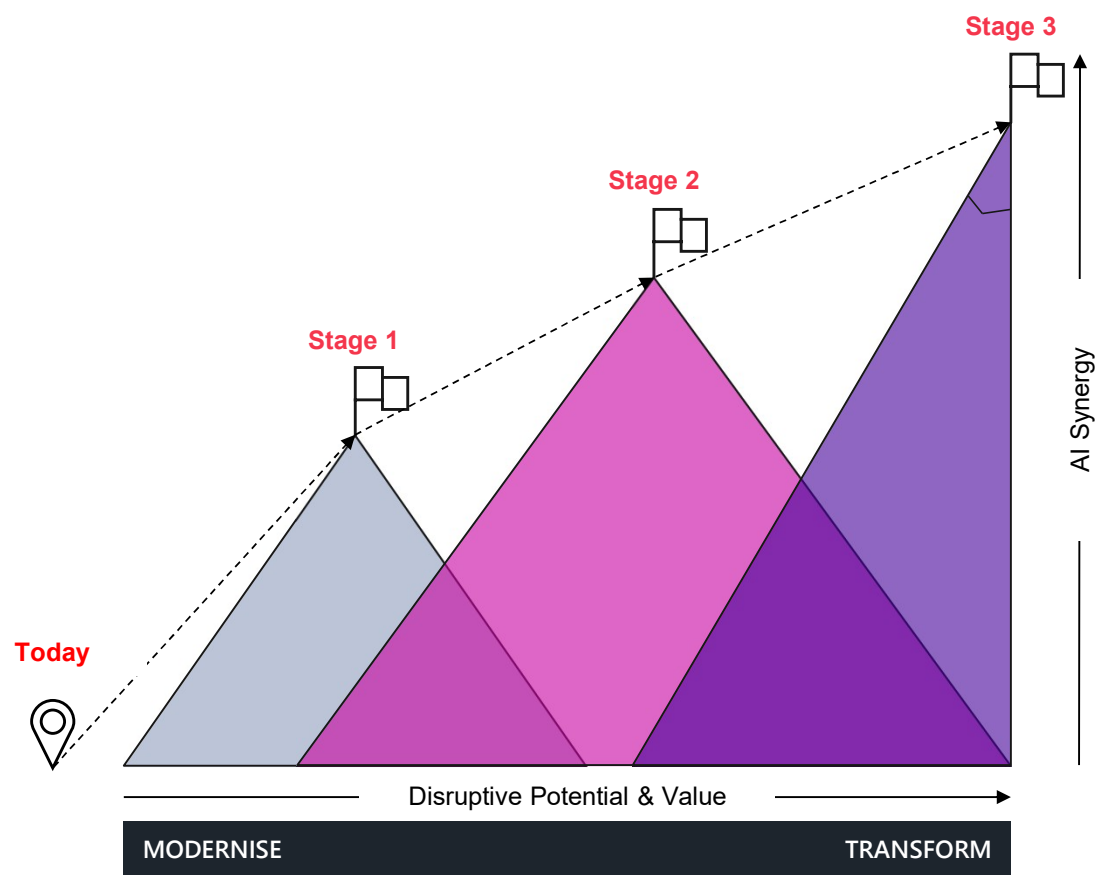 Stage 3
Stage 2
Stage 1
AI Synergy
Today
Disruptive Potential & Value
MODERNISE
TRANSFORM